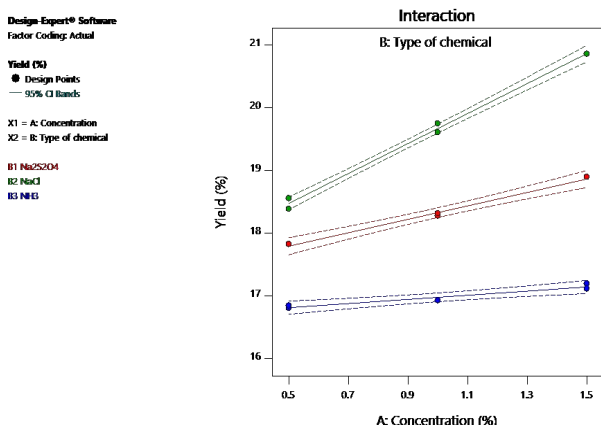 Design-Expert® Software
Factor Coding: Actual
Yield (%)
Design Points
95% CI Bands
X1 = A: Concentration
X2 = B: Type of chemical
B1 Na2S2O4
B2 NaCl
B3 NH3
Interaction
B: Type of chemical
Yield (%)
21
20
19
18
17
16
0.5
0.7
0.9
1.1
1.3
1.5
A: Concentration (%)